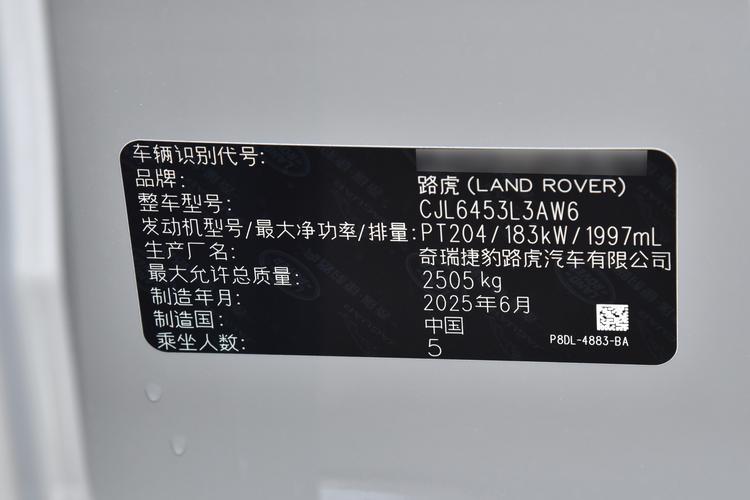 车辆识别代号:
品牌: 路虎(LAND ROVER)
整车型号: CJL6453L3AW6
发动机型号/最大净功率/排量: PT204/183kW/1997mL
生产厂名: 奇瑞捷豹路虎汽车有限公司
最大允许总质量: 2505kg
制造年月: 2025年6月
制造国: 中国
乘坐人数: 5
P8DL-4883-BA